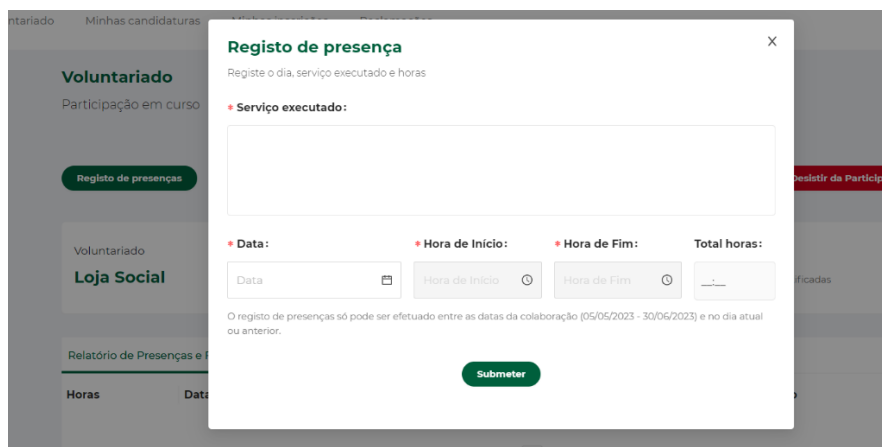 ntariado Minhas candidaturas
Registo de presença
X
Registe o dia, serviço executado e horas
Voluntariado
Participação em curso
* Serviço executado:
Registo de presenças
Desistir da Particip
* Data: * Hora de Início: * Hora de Fim: Total horas:
Voluntariado
Loja Social
Data Hora de Início Hora de Fim __:__
ificadas
O registo de presenças só pode ser efetuado entre as datas da colaboração (05/05/2023 - 30/06/2023) e no dia atual
ou anterior.
Relatório de Presenças e F
Submeter
Horas Data